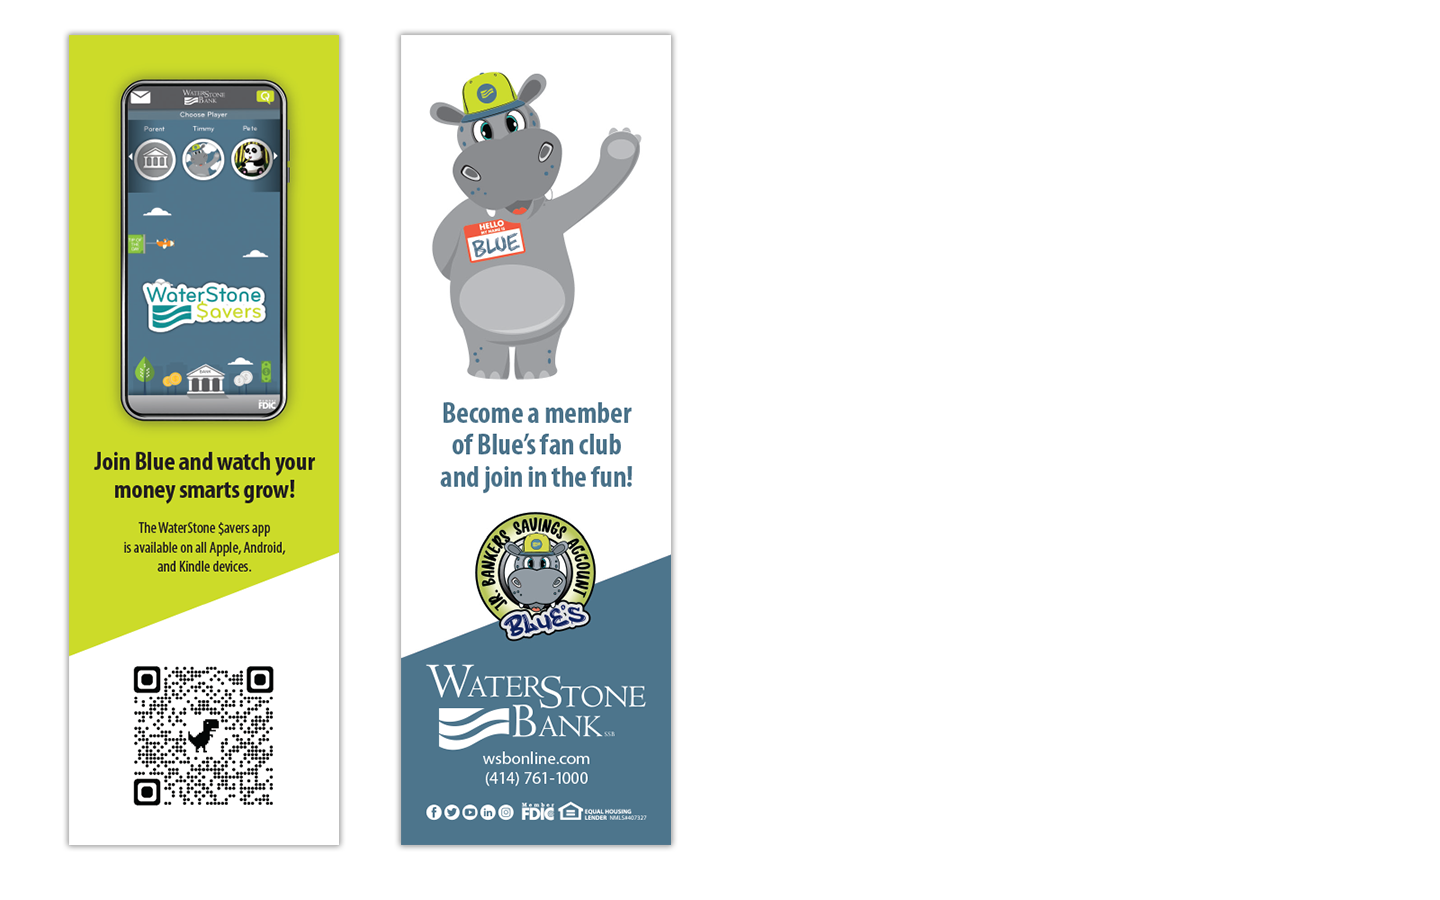 WATERSTONE
BANK
Choose Player
Parent Timmy Pete
WaterStone
$avers
BANK
FDIC
Join Blue and watch your
money smarts grow!
The WaterStone $avers app
is available on all Apple, Android,
and Kindle devices.
HELLO
MY NAME IS
BLUE
Become a member
of Blue's fan club
and join in the fun!
JR. BANKERS SAVINGS ACCOUNT
BLUE'S
WATERSTONE
BANK SSB
wsbonline.com
(414) 761-1000
Member
FDIC
EQUAL HOUSING
LENDER NMLS#407327